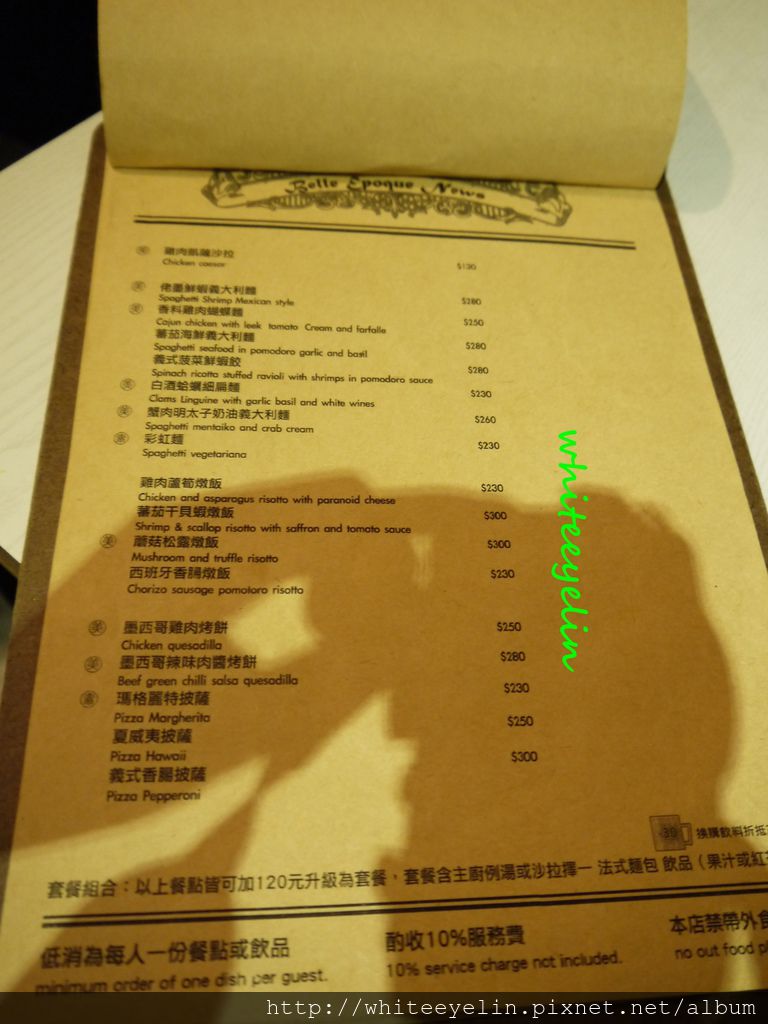 Belle Epoque News
美 雞肉凱薩沙拉
Chicken caesar $130
佬墨鮮蝦義大利麵
Spaghetti Shrimp Mexican style $280
香料雞肉蝴蝶麵
Cajun chicken with leek tomato Cream and farfalle $250
蕃茄海鮮義大利麵
Spaghetti seafood in pomodoro garlic and basil $280
義式菠菜鮮蝦餃
Spinach ricotta stuffed ravioli with shrimps in pomodoro sauce $280
白酒蛤蠣細扁麵
Clams Linguine with garlic basil and white wines $230
蟹肉明太子奶油義大利麵
Spaghetti mentaiko and crab cream $260
素 彩虹麵
Spaghetti vegetariana $230
雞肉蘆筍燉飯
Chicken and asparagus risotto with paranoid cheese $230
蕃茄干貝蝦燉飯
Shrimp & scallop risotto with saffron and tomato sauce $300
美 蘑菇松露燉飯
Mushroom and truffle risotto $300
西班牙香腸燉飯
Chorizo sausage pomotoro risotto $230
美 墨西哥雞肉烤餅
Chicken quesadilla $250
美 墨西哥辣味肉醬烤餅
Beef green chilli salsa quesadilla $280
素 瑪格麗特披薩
Pizza Margherita $230
夏威夷披薩
Pizza Hawaii $250
義式香腸披薩
Pizza Pepperoni $300
whiteeyelin
-30 換購飲料折抵
套餐組合：以上餐點皆可加120元升級為套餐，套餐含主廚例湯或沙拉擇一 法式麵包 飲品（果汁或紅
低消為每人一份餐點或飲品 酌收10%服務費 本店禁帶外食
minimum order of one dish per guest. 10% service charge not included. no out food
http://whiteeyelin.pixnet.net/album